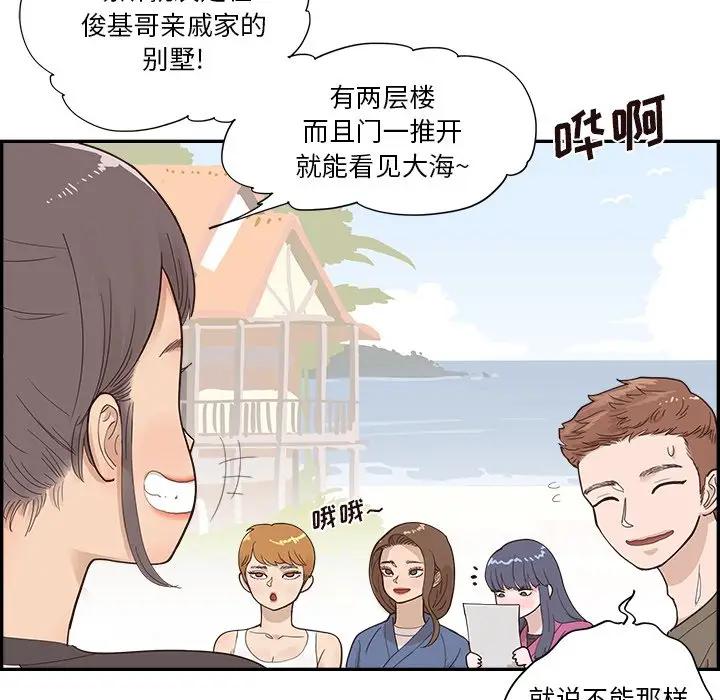 俊基哥亲戚家的
别墅!
有两层楼
而且门一推开
就能看见大海~
哗啊
哦哦~
就说不能那样